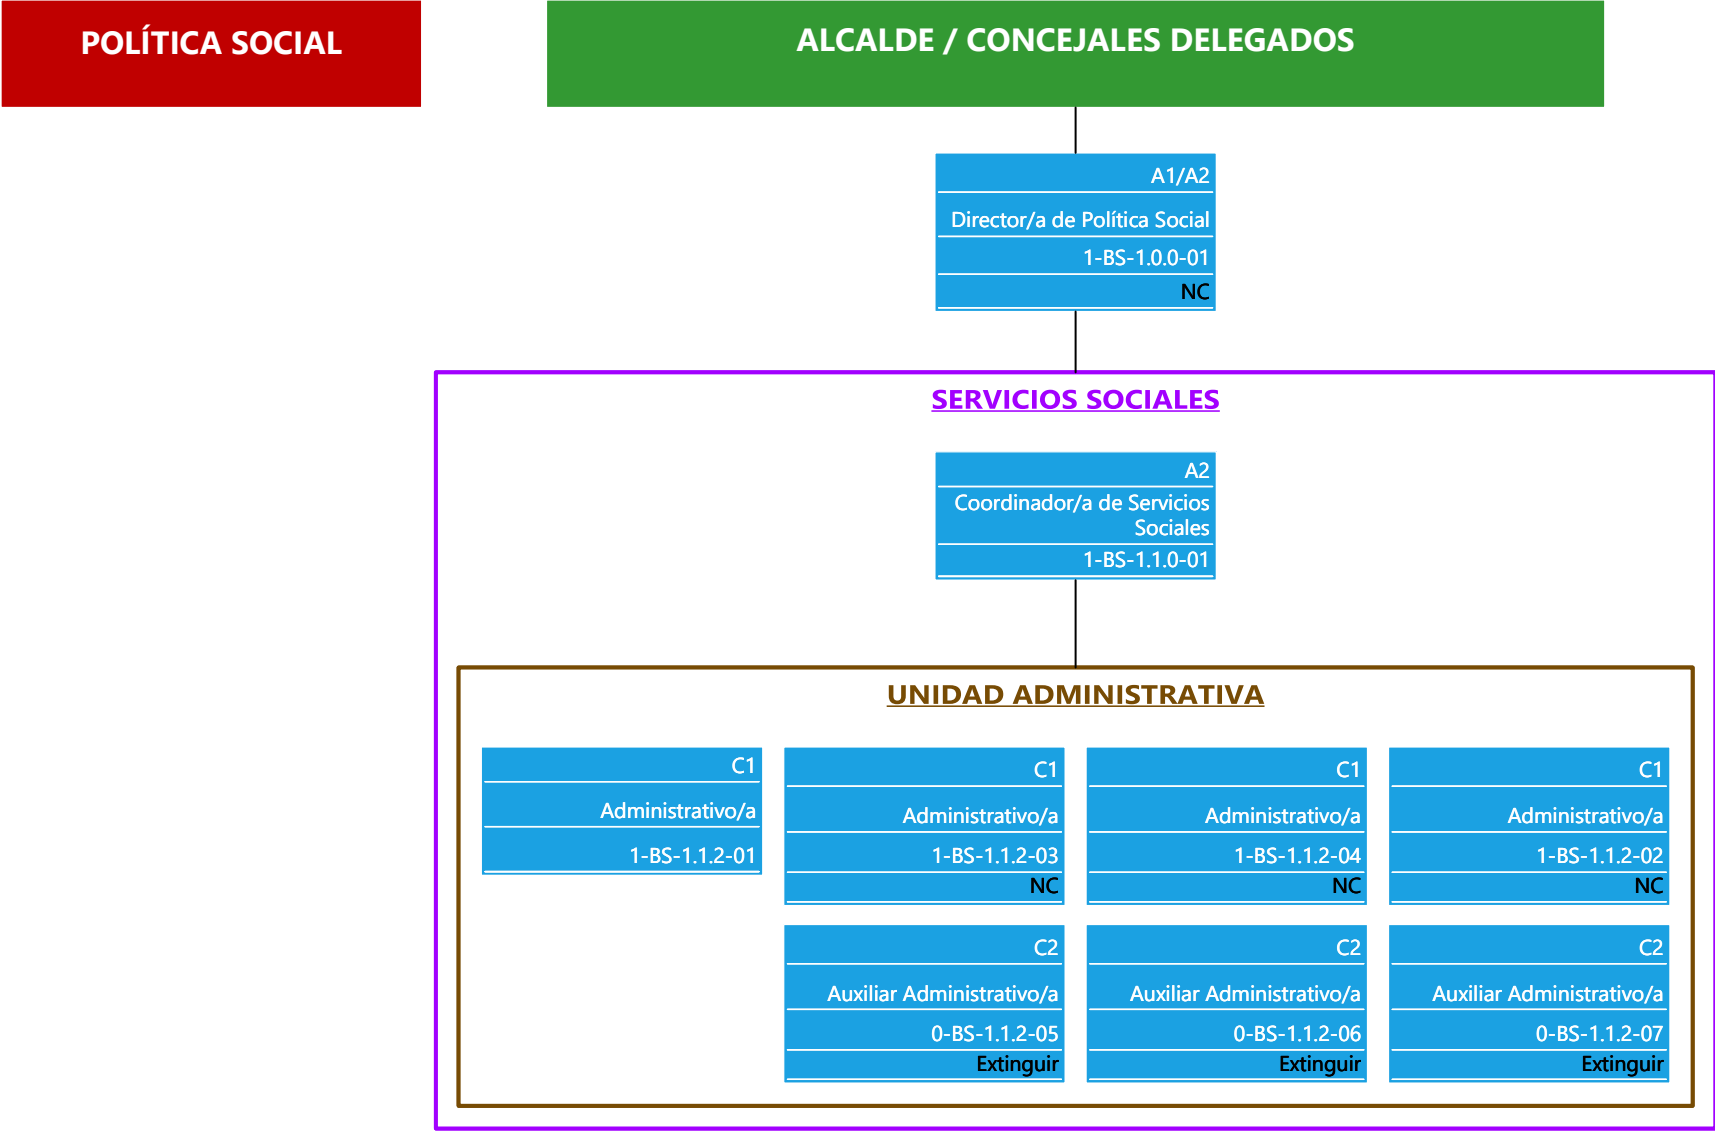 POLÍTICA SOCIAL
ALCALDE / CONCEJALES DELEGADOS
A1/A2
Director/a de Política Social
1-BS-1.0.0-01
NC
SERVICIOS SOCIALES
A2
Coordinador/a de Servicios
Sociales
1-BS-1.1.0-01
UNIDAD ADMINISTRATIVA
C1
Administrativo/a
1-BS-1.1.2-01
C1
Administrativo/a
1-BS-1.1.2-03
NC
C1
Administrativo/a
1-BS-1.1.2-04
NC
C1
Administrativo/a
1-BS-1.1.2-02
NC
C2
Auxiliar Administrativo/a
0-BS-1.1.2-05
Extinguir
C2
Auxiliar Administrativo/a
0-BS-1.1.2-06
Extinguir
C2
Auxiliar Administrativo/a
0-BS-1.1.2-07
Extinguir